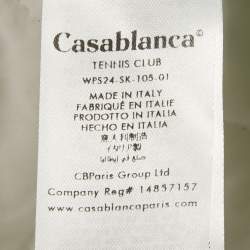 Casablanca©
TENNIS CLUB
WPS24-SK-105-01
MADE IN ITALY
FABRIQUÉ EN ITALIE
PRODOTTO IN ITALIA
HECHO EN ITALIA
意大利制造
イタリア製
صنع في ايطاليا
CBParis Group Ltd
Company Reg# 14857157
www.casablancaparis.com